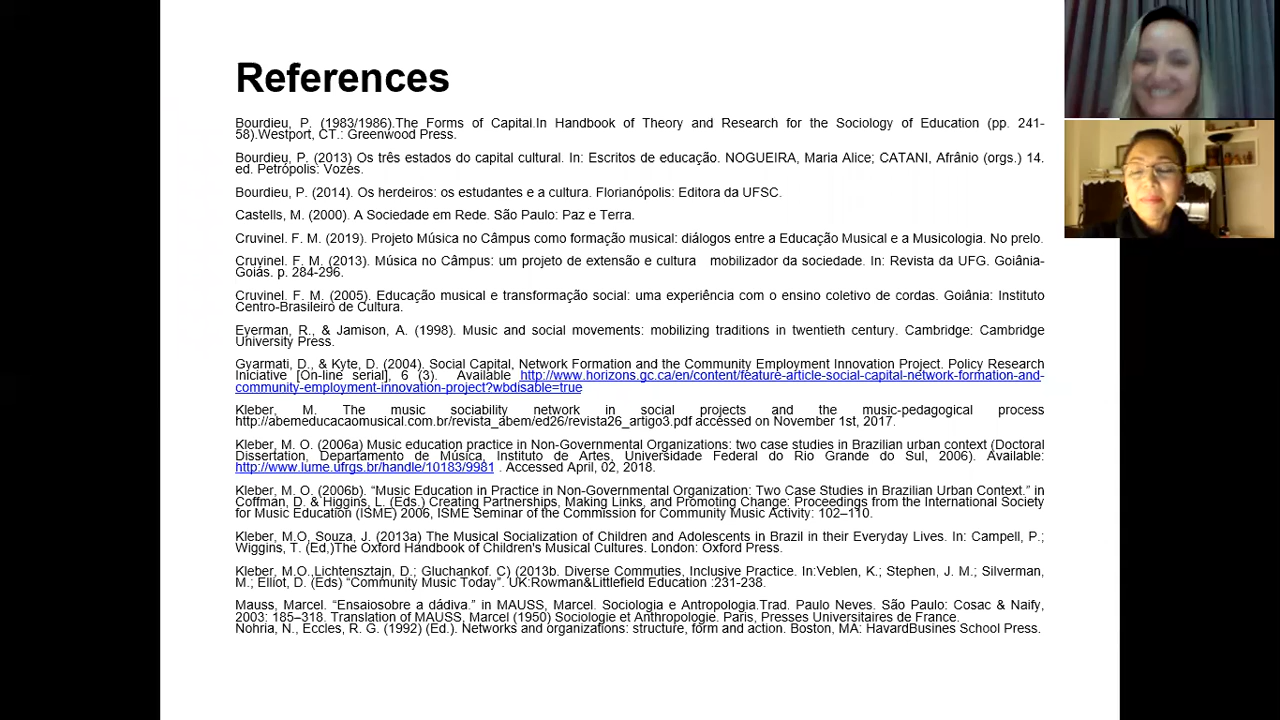 References
Bourdieu, P. (1983/1986).The Forms of Capital.In Handbook of Theory and Research for the Sociology of Education (pp. 241-
58).Westport, CT.: Greenwood Press.
Bourdieu, P. (2013) Os três estados do capital cultural. In: Escritos de educação. NOGUEIRA, Maria Alice; CATANI, Afrânio (orgs.) 14.
ed. Petrópolis: Vozes.
Bourdieu, P. (2014). Os herdeiros: os estudantes e a cultura. Florianópolis: Editora da UFSC.
Castells, M. (2000). A Sociedade em Rede. São Paulo: Paz e Terra.
Cruvinel. F. M. (2019). Projeto Música no Câmpus como formação musical: diálogos entre a Educação Musical e a Musicologia. No prelo.
Cruvinel. F. M. (2013). Música no Câmpus: um projeto de extensão e cultura mobilizador da sociedade. In: Revista da UFG. Goiânia-
Goiás. p. 284-296.
Cruvinel. F. M. (2005). Educação musical e transformação social: uma experiência com o ensino coletivo de cordas. Goiânia: Instituto
Centro-Brasileiro de Cultura.
Eyerman, R., & Jamison, A. (1998). Music and social movements: mobilizing traditions in twentieth century. Cambridge: Cambridge
University Press.
Gyarmati, D., & Kyte, D. (2004). Social Capital, Network Formation and the Community Employment Innovation Project. Policy Research
Iniciative [On-line serial], 6 (3). Available http://www.horizons.gc.ca/en/content/feature-article-social-capital-network-formation-and-
community-employment-innovation-project?wbdisable=true
Kleber, M. The music sociability network in social projects and the music-pedagogical process
http://abemeducacaomusical.com.br/revista_abem/ed26/revista26_artigo3.pdf accessed on November 1st, 2017.
Kleber, M. O. (2006a) Music education practice in Non-Governmental Organizations: two case studies in Brazilian urban context (Doctoral
Dissertation, Departamento de Música, Instituto de Artes, Universidade Federal do Rio Grande do Sul, 2006). Available:
http://www.lume.ufrgs.br/handle/10183/9981 . Accessed April, 02, 2018.
Kleber, M. O. (2006b). “Music Education in Practice in Non-Governmental Organization: Two Case Studies in Brazilian Urban Context.” in
Coffman, D. & Higgins, L. (Eds.) Creating Partnerships, Making Links, and Promoting Change: Proceedings from the International Society
for Music Education (ISME) 2006, ISME Seminar of the Commission for Community Music Activity: 102–110.
Kleber, M.O, Souza, J. (2013a) The Musical Socialization of Children and Adolescents in Brazil in their Everyday Lives. In: Campell, P.;
Wiggins, T. (Ed,)The Oxford Handbook of Children's Musical Cultures. London: Oxford Press.
Kleber, M.O.,Lichtensztajn, D.; Gluchankof. C) (2013b. Diverse Commuties, Inclusive Practice. In:Veblen, K.; Stephen, J. M.; Silverman,
M.; Elliot, D. (Eds) “Community Music Today”. UK:Rowman&Littlefield Education :231-238.
Mauss, Marcel. “Ensaiosobre a dádiva.” in MAUSS, Marcel. Sociologia e Antropologia.Trad. Paulo Neves. São Paulo: Cosac & Naify,
2003: 185–318. Translation of MAUSS, Marcel (1950) Sociologie et Anthropologie. Paris, Presses Universitaires de France.
Nohria, N., Eccles, R. G. (1992) (Ed.). Networks and organizations: structure, form and action. Boston, MA: HavardBusines School Press.